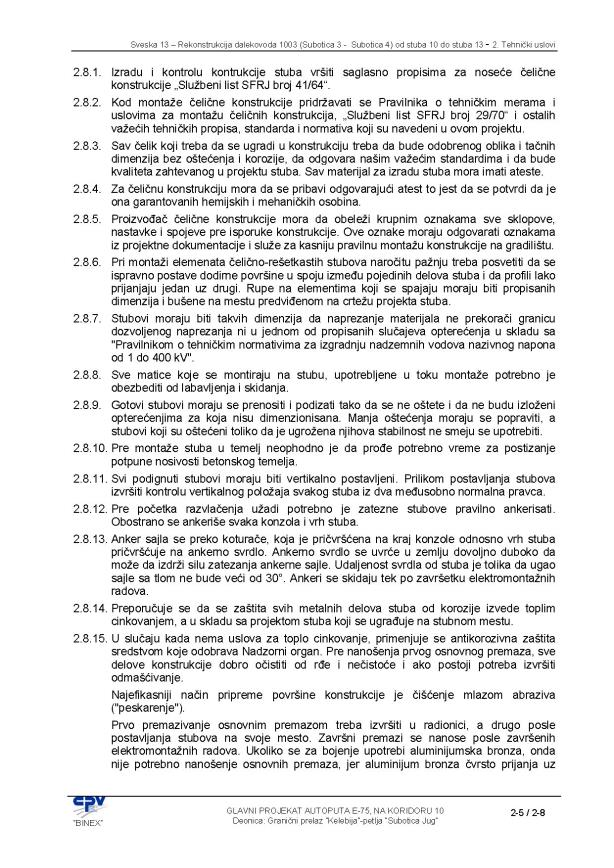 Sveska 13 – Rekonstrukcija dalekovoda 1003 (Subotica 3 - Subotica 4) od stuba 10 do stuba 13 - 2. Tehnički uslovi
2.8.1. Izradu i kontrolu kontrukcije stuba vršiti saglasno propisima za noseće čelične
konstrukcije „Službeni list SFRJ broj 41/64“.
2.8.2. Kod montaže čelične konstrukcije pridržavati se Pravilnika o tehničkim merama i
uslovima za montažu čeličnih konstrukcija, „Službeni list SFRJ broj 29/70“ i ostalih
važećih tehničkih propisa, standarda i normativa koji su navedeni u ovom projektu.
2.8.3. Sav čelik koji treba da se ugradi u konstrukciju treba da bude odobrenog oblika i tačnih
dimenzija bez oštećenja i korozije, da odgovara našim važećim standardima i da bude
kvaliteta zahtevanog u projektu stuba. Sav materijal za izradu stuba mora imati ateste.
2.8.4. Za čeličnu konstrukciju mora da se pribavi odgovarajući atest to jest da se potvrdi da je
ona garantovanih hemijskih i mehaničkih osobina.
2.8.5. Proizvođač čelične konstrukcije mora da obeleži krupnim oznakama sve sklopove,
nastavke i spojeve pre isporuke konstrukcije. Ove oznake moraju odgovarati oznakama
iz projektne dokumentacije i služe za kasniju pravilnu montažu konstrukcije na gradilištu.
2.8.6. Pri montaži elemenata čelično-rešetkastih stubova naročitu pažnju treba posvetiti da se
ispravno postave dodirne površine u spoju između pojedinih delova stuba i da profili lako
prijanjaju jedan uz drugi. Rupe na elementima koji se spajaju moraju biti propisanih
dimenzija i bušene na mestu predviđenom na crtežu projekta stuba.
2.8.7. Stubovi moraju biti takvih dimenzija da naprezanje materijala ne prekorači granicu
dozvoljenog naprezanja ni u jednom od propisanih slučajeva opterećenja u skladu sa
"Pravilnikom o tehničkim normativima za izgradnju nadzemnih vodova nazivnog napona
od 1 do 400 kV".
2.8.8. Sve matice koje se montiraju na stubu, upotrebljene u toku montaže potrebno je
obezbediti od labavljenja i skidanja.
2.8.9. Gotovi stubovi moraju se prenositi i podizati tako da se ne oštete i da ne budu izloženi
opterećenjima za koja nisu dimenzionisana. Manja oštećenja moraju se popraviti, a
stubovi koji su oštećeni toliko da je ugrožena njihova stabilnost ne smeju se upotrebiti.
2.8.10. Pre montaže stuba u temelj neophodno je da prođe potrebno vreme za postizanje
potpune nosivosti betonskog temelja.
2.8.11. Svi podignuti stubovi moraju biti vertikalno postavljeni. Prilikom postavljanja stubova
izvršiti kontrolu vertikalnog položaja svakog stuba iz dva međusobno normalna pravca.
2.8.12. Pre početka razvlačenja užadi potrebno je zatezne stubove pravilno ankerisati.
Obostrano se ankeriše svaka konzola i vrh stuba.
2.8.13. Anker sajla se preko koturače, koja je pričvršćena na kraj konzole odnosno vrh stuba
pričvršćuje na ankerno svrdlo. Ankerno svrdlo se uvrće u zemlju dovoljno duboko da
može da izdrži silu zatezanja ankerne sajle. Udaljenost svrdla od stuba je tolika da ugao
sajle sa tlom ne bude veći od 30°. Ankeri se skidaju tek po završetku elektromontažnih
radova.
2.8.14. Preporučuje se da se zaštita svih metalnih delova stuba od korozije izvede toplim
cinkovanjem, a u skladu sa projektom stuba koji se ugrađuje na stubnom mestu.
2.8.15. U slučaju kada nema uslova za toplo cinkovanje, primenjuje se antikorozivna zaštita
sredstvom koje odobrava Nadzorni organ. Pre nanošenja prvog osnovnog premaza, sve
delove konstrukcije dobro očistiti od rđe i nečistoće i ako postoji potreba izvršiti
odmašćivanje.
Najefikasniji način pripreme površine konstrukcije je čišćenje mlazom abraziva
("peskarenje").
Prvo premazivanje osnovnim premazom treba izvršiti u radionici, a drugo posle
postavljanja stubova na svoje mesto. Završni premazi se nanose posle završenih
elektromontažnih radova. Ukoliko se za bojenje upotrebi aluminijumska bronza, onda
nije potrebno nanošenje osnovnih premaza, jer aluminijum bronza čvrsto prijanja uz
CPV
"BINEX"
GLAVNI PROJEKAT AUTOPUTA E-75, NA KORIDORU 10
Deonica: Granični prelaz "Kelebija"-petlja "Subotica Jug"
2-5 / 2-8